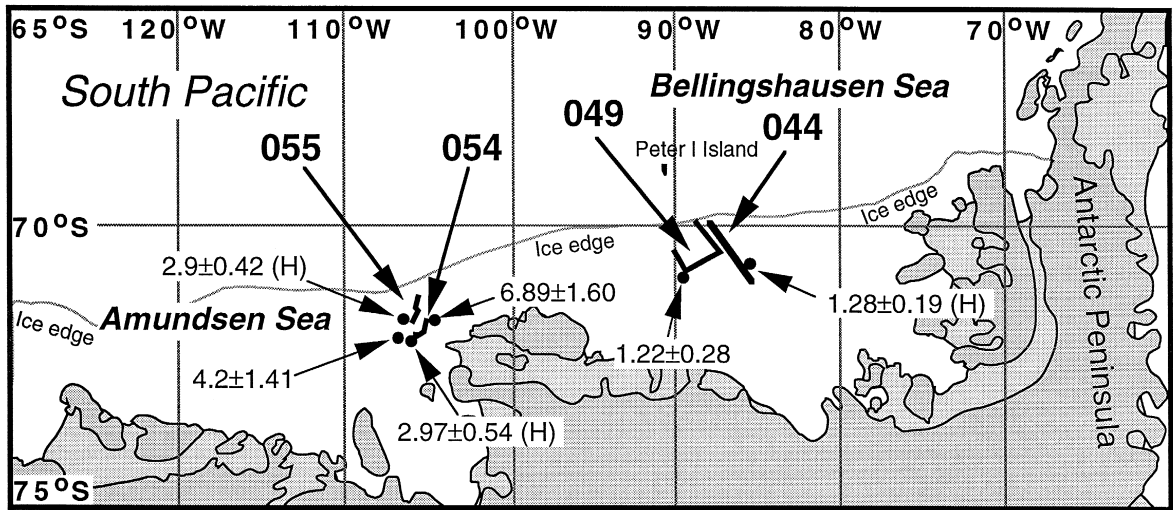 65°S 120°W 110°W 100°W 90°W 80°W 70°W
South Pacific
Bellingshausen Sea
049
044
055
054
Peter I Island
70°S
Ice edge
Ice edge
2.9±0.42 (H)
6.89±1.60
1.28±0.19 (H)
Amundsen Sea
Ice edge
4.2±1.41
1.22±0.28
2.97±0.54 (H)
Antarctic Peninsula
75°S